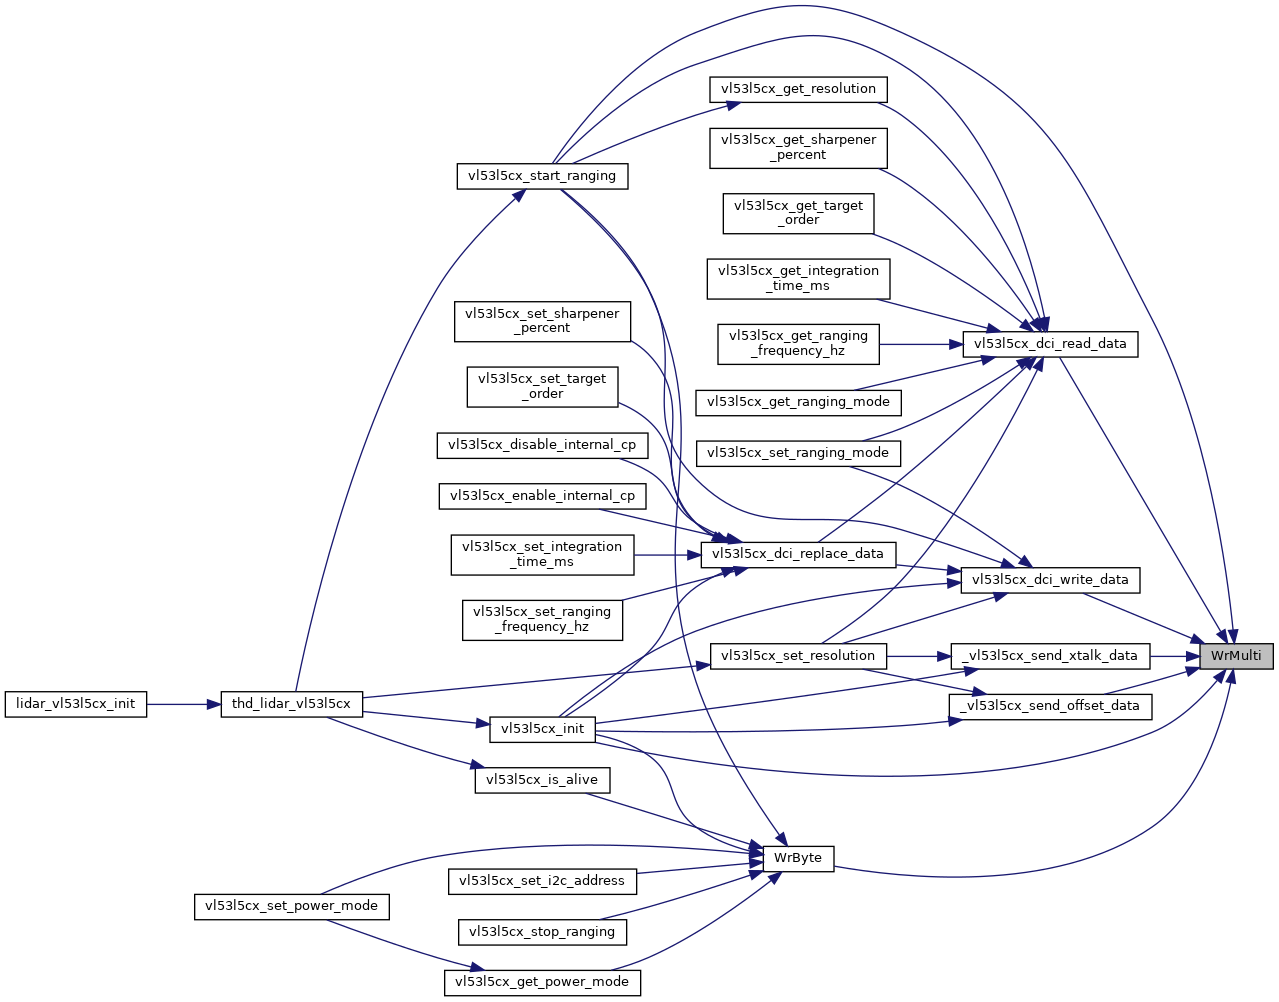 vl53l5cx_get_resolution
vl53l5cx_get_sharpener
_percent
vl53l5cx_start_ranging
vl53l5cx_get_target
_order
vl53l5cx_get_integration
_time_ms
vl53l5cx_set_sharpener
_percent
vl53l5cx_get_ranging
_frequency_hz
vl53l5cx_dci_read_data
vl53l5cx_set_target
_order
vl53l5cx_get_ranging_mode
vl53l5cx_disable_internal_cp
vl53l5cx_set_ranging_mode
vl53l5cx_enable_internal_cp
vl53l5cx_set_integration
_time_ms
vl53l5cx_dci_replace_data
vl53l5cx_dci_write_data
vl53l5cx_set_ranging
_frequency_hz
vl53l5cx_set_resolution
_vl53l5cx_send_xtalk_data
WrMulti
lidar_vl53l5cx_init
thd_lidar_vl53l5cx
_vl53l5cx_send_offset_data
vl53l5cx_init
vl53l5cx_is_alive
WrByte
vl53l5cx_set_i2c_address
vl53l5cx_set_power_mode
vl53l5cx_stop_ranging
vl53l5cx_get_power_mode